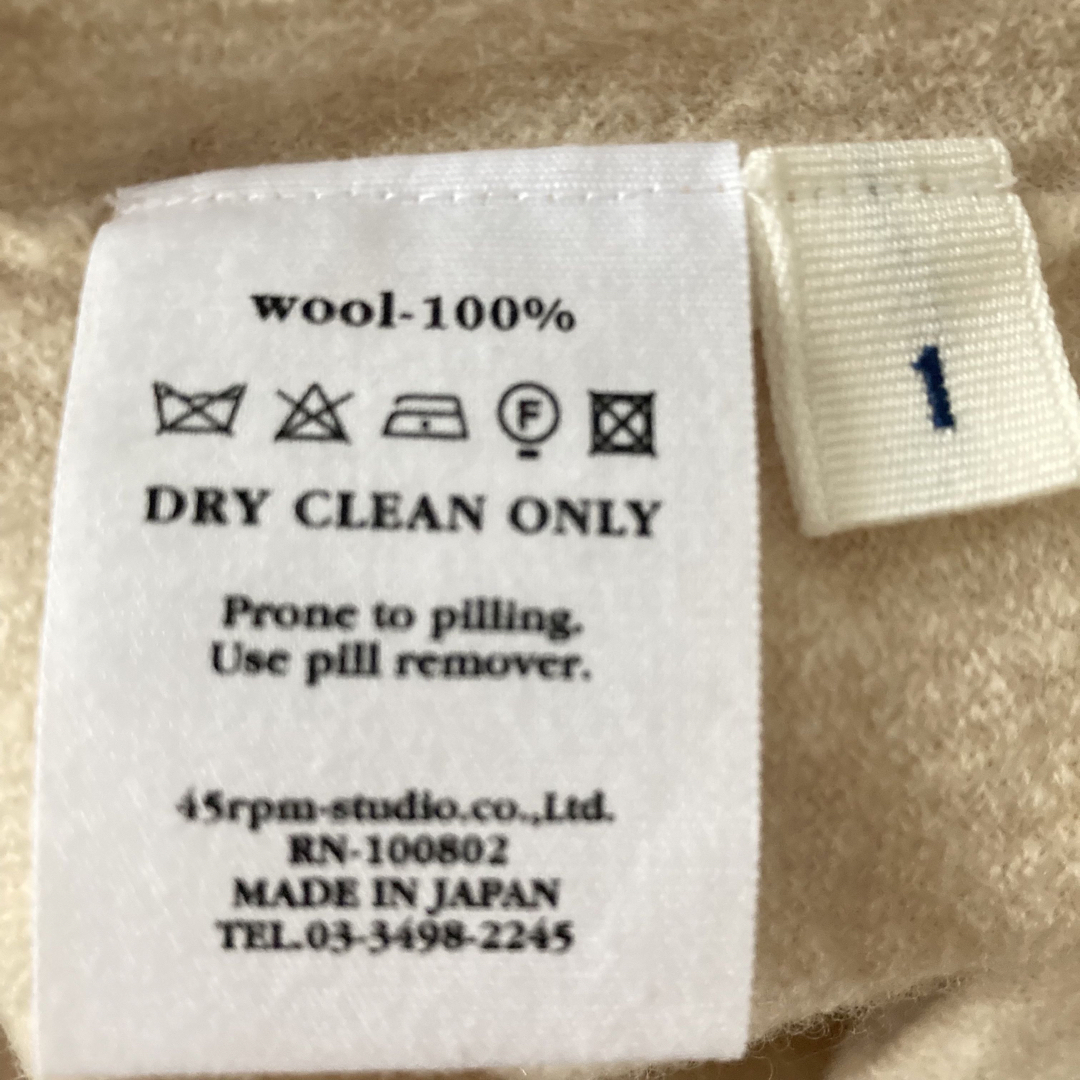 wool-100%
F
DRY CLEAN ONLY
Prone to pilling.
Use pill remover.
45rpm-studio.co.,Ltd.
RN-100802
MADE IN JAPAN
TEL.03-3498-2245
1